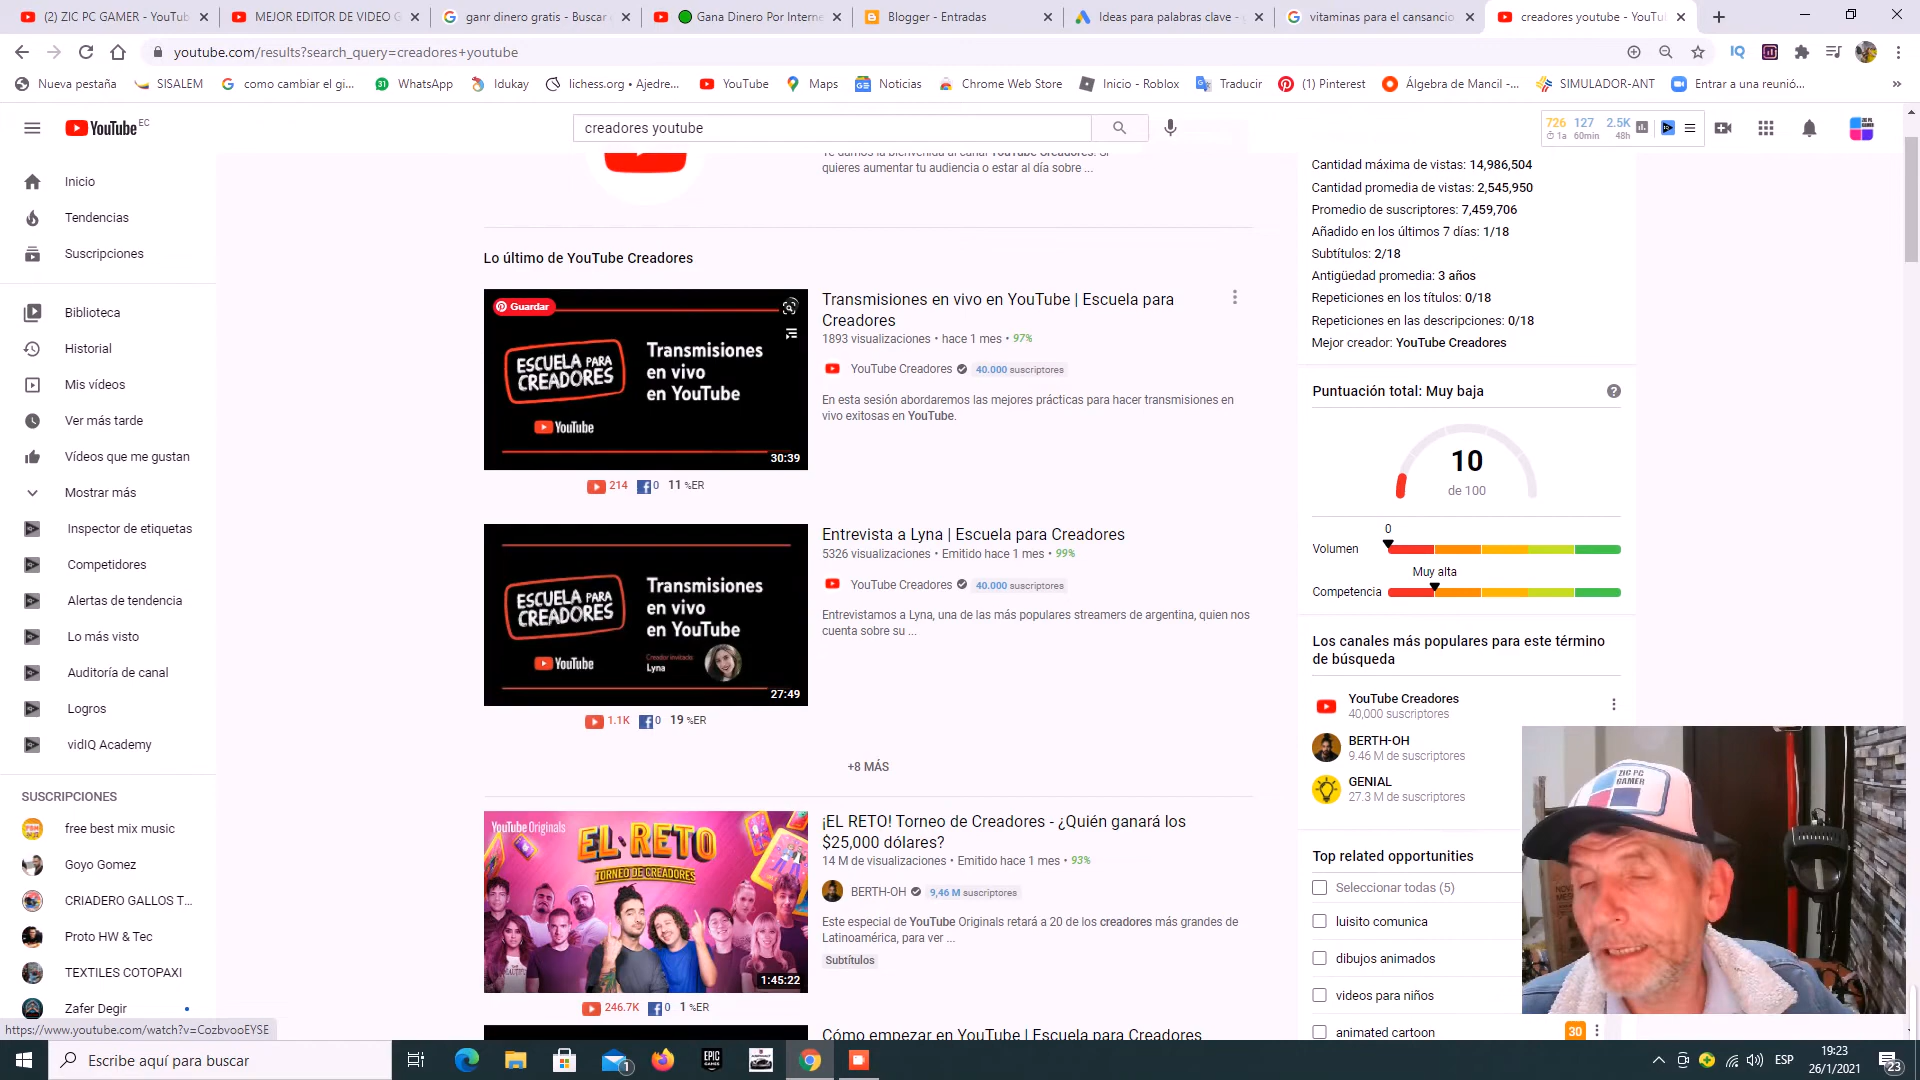 (2) ZIC PC GAMER - YouTub
MEJOR EDITOR DE VIDEO G
ganr dinero gratis - Buscar
Gana Dinero Por Interne
Blogger - Entradas
Ideas para palabras clave -
vitaminas para el cansancio
creadores youtube - YouTu
youtube.com/results?search_query=creadores+youtube
Nueva pestaña
SISALEM
como cambiar el gi...
WhatsApp
Idukay
lichess.org • Ajedre...
YouTube
Maps
Noticias
Chrome Web Store
Inicio - Roblox
Traducir
(1) Pinterest
Álgebra de Mancil -...
SIMULADOR-ANT
Entrar a una reunió...
YouTube EC
creadores youtube
726 127 2.5K
1a 60min 48h
Inicio
Tendencias
Suscripciones
Biblioteca
Historial
Mis vídeos
Ver más tarde
Vídeos que me gustan
Mostrar más
Inspector de etiquetas
Competidores
Alertas de tendencia
Lo más visto
Auditoría de canal
Logros
vidIQ Academy
SUSCRIPCIONES
free best mix music
Goyo Gomez
CRIADERO GALLOS T...
Proto HW & Tec
TEXTILES COTOPAXI
Zafer Degir
https://www.youtube.com/watch?v=CozbvooEYSE
Te damos la bienvenida al canal YouTube Creadores. Si
quieres aumentar tu audiencia o estar al día sobre ...
Lo último de YouTube Creadores
Guardar
ESCUELA PARA
CREADORES
Transmisiones
en vivo
en YouTube
YouTube
30:39
Transmisiones en vivo en YouTube | Escuela para
Creadores
1893 visualizaciones • hace 1 mes • 97%
YouTube Creadores 40.000 suscriptores
En esta sesión abordaremos las mejores prácticas para hacer transmisiones en
vivo exitosas en YouTube.
214 0 11 %ER
ESCUELA PARA
CREADORES
Transmisiones
en vivo
en YouTube
YouTube
Creador invitado
Lyna
27:49
Entrevista a Lyna | Escuela para Creadores
5326 visualizaciones • Emitido hace 1 mes • 99%
YouTube Creadores 40.000 suscriptores
Entrevistamos a Lyna, una de las más populares streamers de argentina, quien nos
cuenta sobre su ...
1.1K 0 19 %ER
+8 MÁS
YouTube Originals
EL RETO
TORNEO DE CREADORES
1:45:22
¡EL RETO! Torneo de Creadores - ¿Quién ganará los
$25,000 dólares?
14 M de visualizaciones • Emitido hace 1 mes • 93%
BERTH-OH 9,46 M suscriptores
Este especial de YouTube Originals retará a 20 de los creadores más grandes de
Latinoamérica, para ver ...
Subtítulos
246.7K 0 1 %ER
Cómo empezar en YouTube | Escuela para Creadores
Cantidad máxima de vistas: 14,986,504
Cantidad promedia de vistas: 2,545,950
Promedio de suscriptores: 7,459,706
Añadido en los últimos 7 días: 1/18
Subtítulos: 2/18
Antigüedad promedia: 3 años
Repeticiones en los títulos: 0/18
Repeticiones en las descripciones: 0/18
Mejor creador: YouTube Creadores
Puntuación total: Muy baja
10
de 100
0
Volumen
Muy alta
Competencia
Los canales más populares para este término
de búsqueda
YouTube Creadores
40,000 suscriptores
BERTH-OH
9.46 M de suscriptores
GENIAL
27.3 M de suscriptores
Top related opportunities
Seleccionar todas (5)
luisito comunica
dibujos animados
videos para niños
animated cartoon 30
ZIC PC
GAMER
Escribe aquí para buscar
1
EPIC
GAMES
ESP
19:23
26/1/2021
23